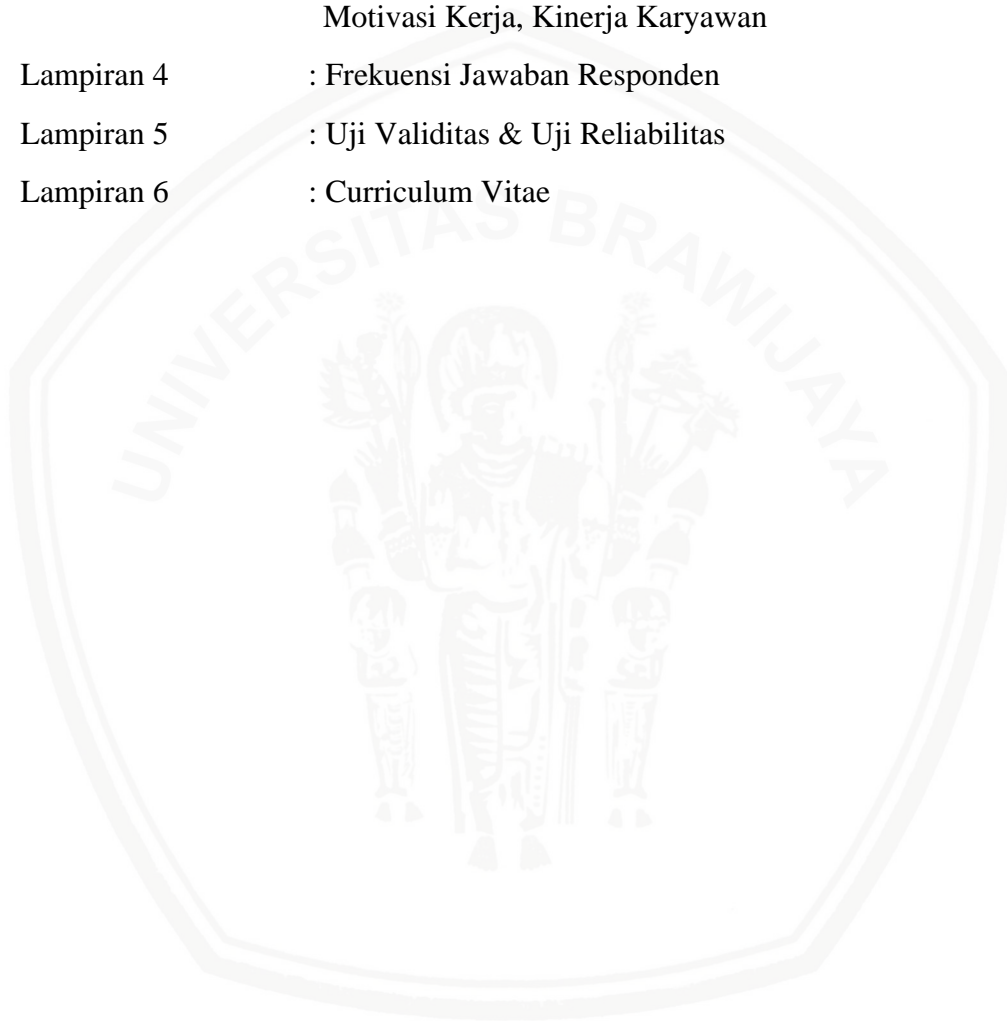 Motivasi Kerja, Kinerja Karyawan
Lampiran 4 : Frekuensi Jawaban Responden
Lampiran 5 : Uji Validitas & Uji Reliabilitas
Lampiran 6 : Curriculum Vitae
UNIVERSITAS BRAWIJAYA